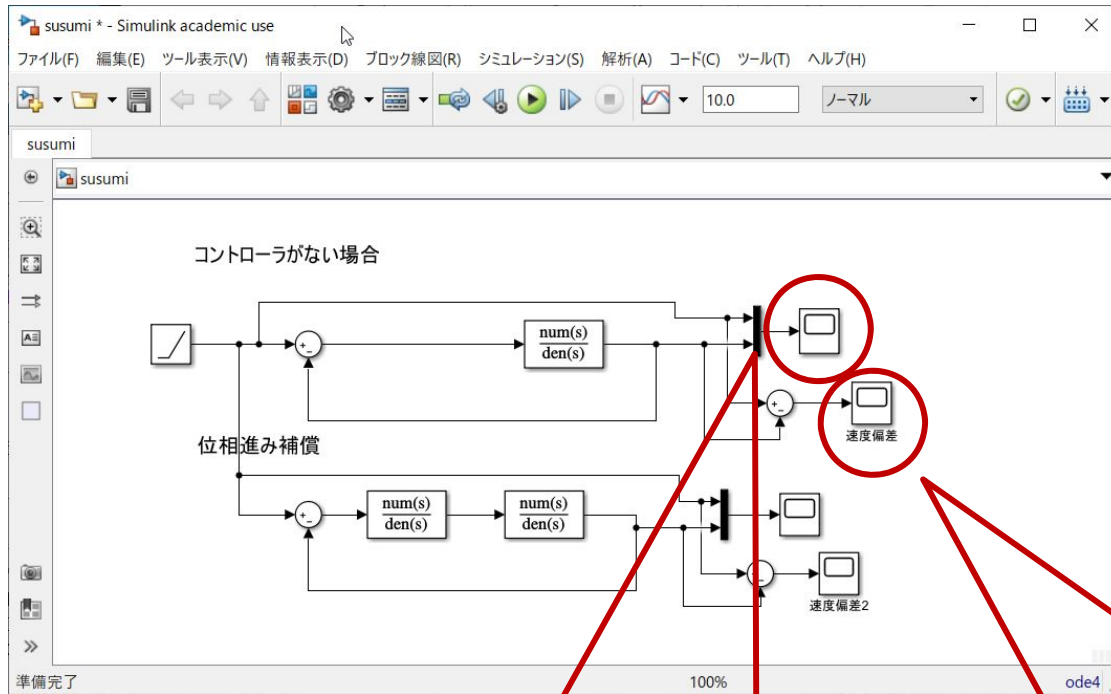 susumi * - Simulink academic use
ファイル(F) 編集(E) ツール表示(V) 情報表示(D) ブロック線図(R) シミュレーション(S) 解析(A) コード(C) ツール(T) ヘルプ(H)
10.0 ノーマル
susumi
susumi
コントローラがない場合
num(s)
den(s)
速度偏差
位相進み補償
num(s) num(s)
den(s) den(s)
速度偏差2
準備完了 100% ode4